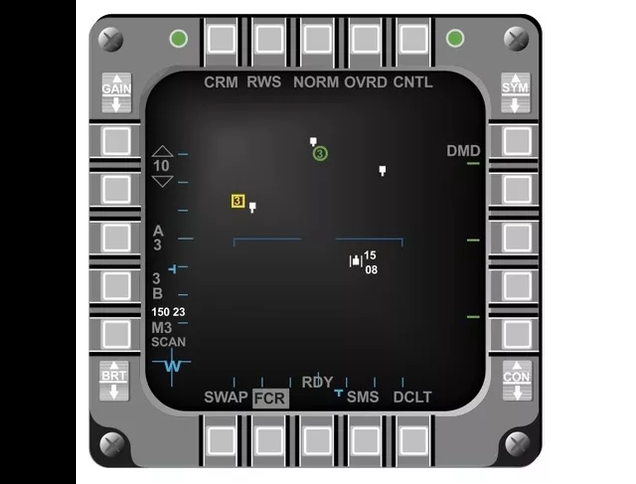 CRM RWS NORM OVRD CNTL
GAIN
SYM
DMD
10
3
3
A
3
15
08
3
B
150 23
M3
SCAN
W
BRT
CON
RDY
SWAP FCR SMS DCLT